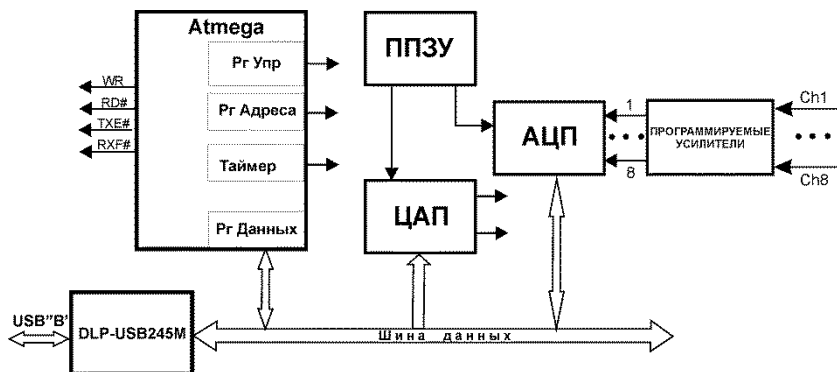 Atmega
Рг Упр
Рг Адреса
Таймер
Рг Данных
WR
RD#
TXE#
RXF#
ППЗУ
АЦП
ЦАП
1
8
ПРОГРАММИРУЕМЫЕ
УСИЛИТЕЛИ
Ch1
Ch8
USB"B'
DLP-USB245M
Шина данных